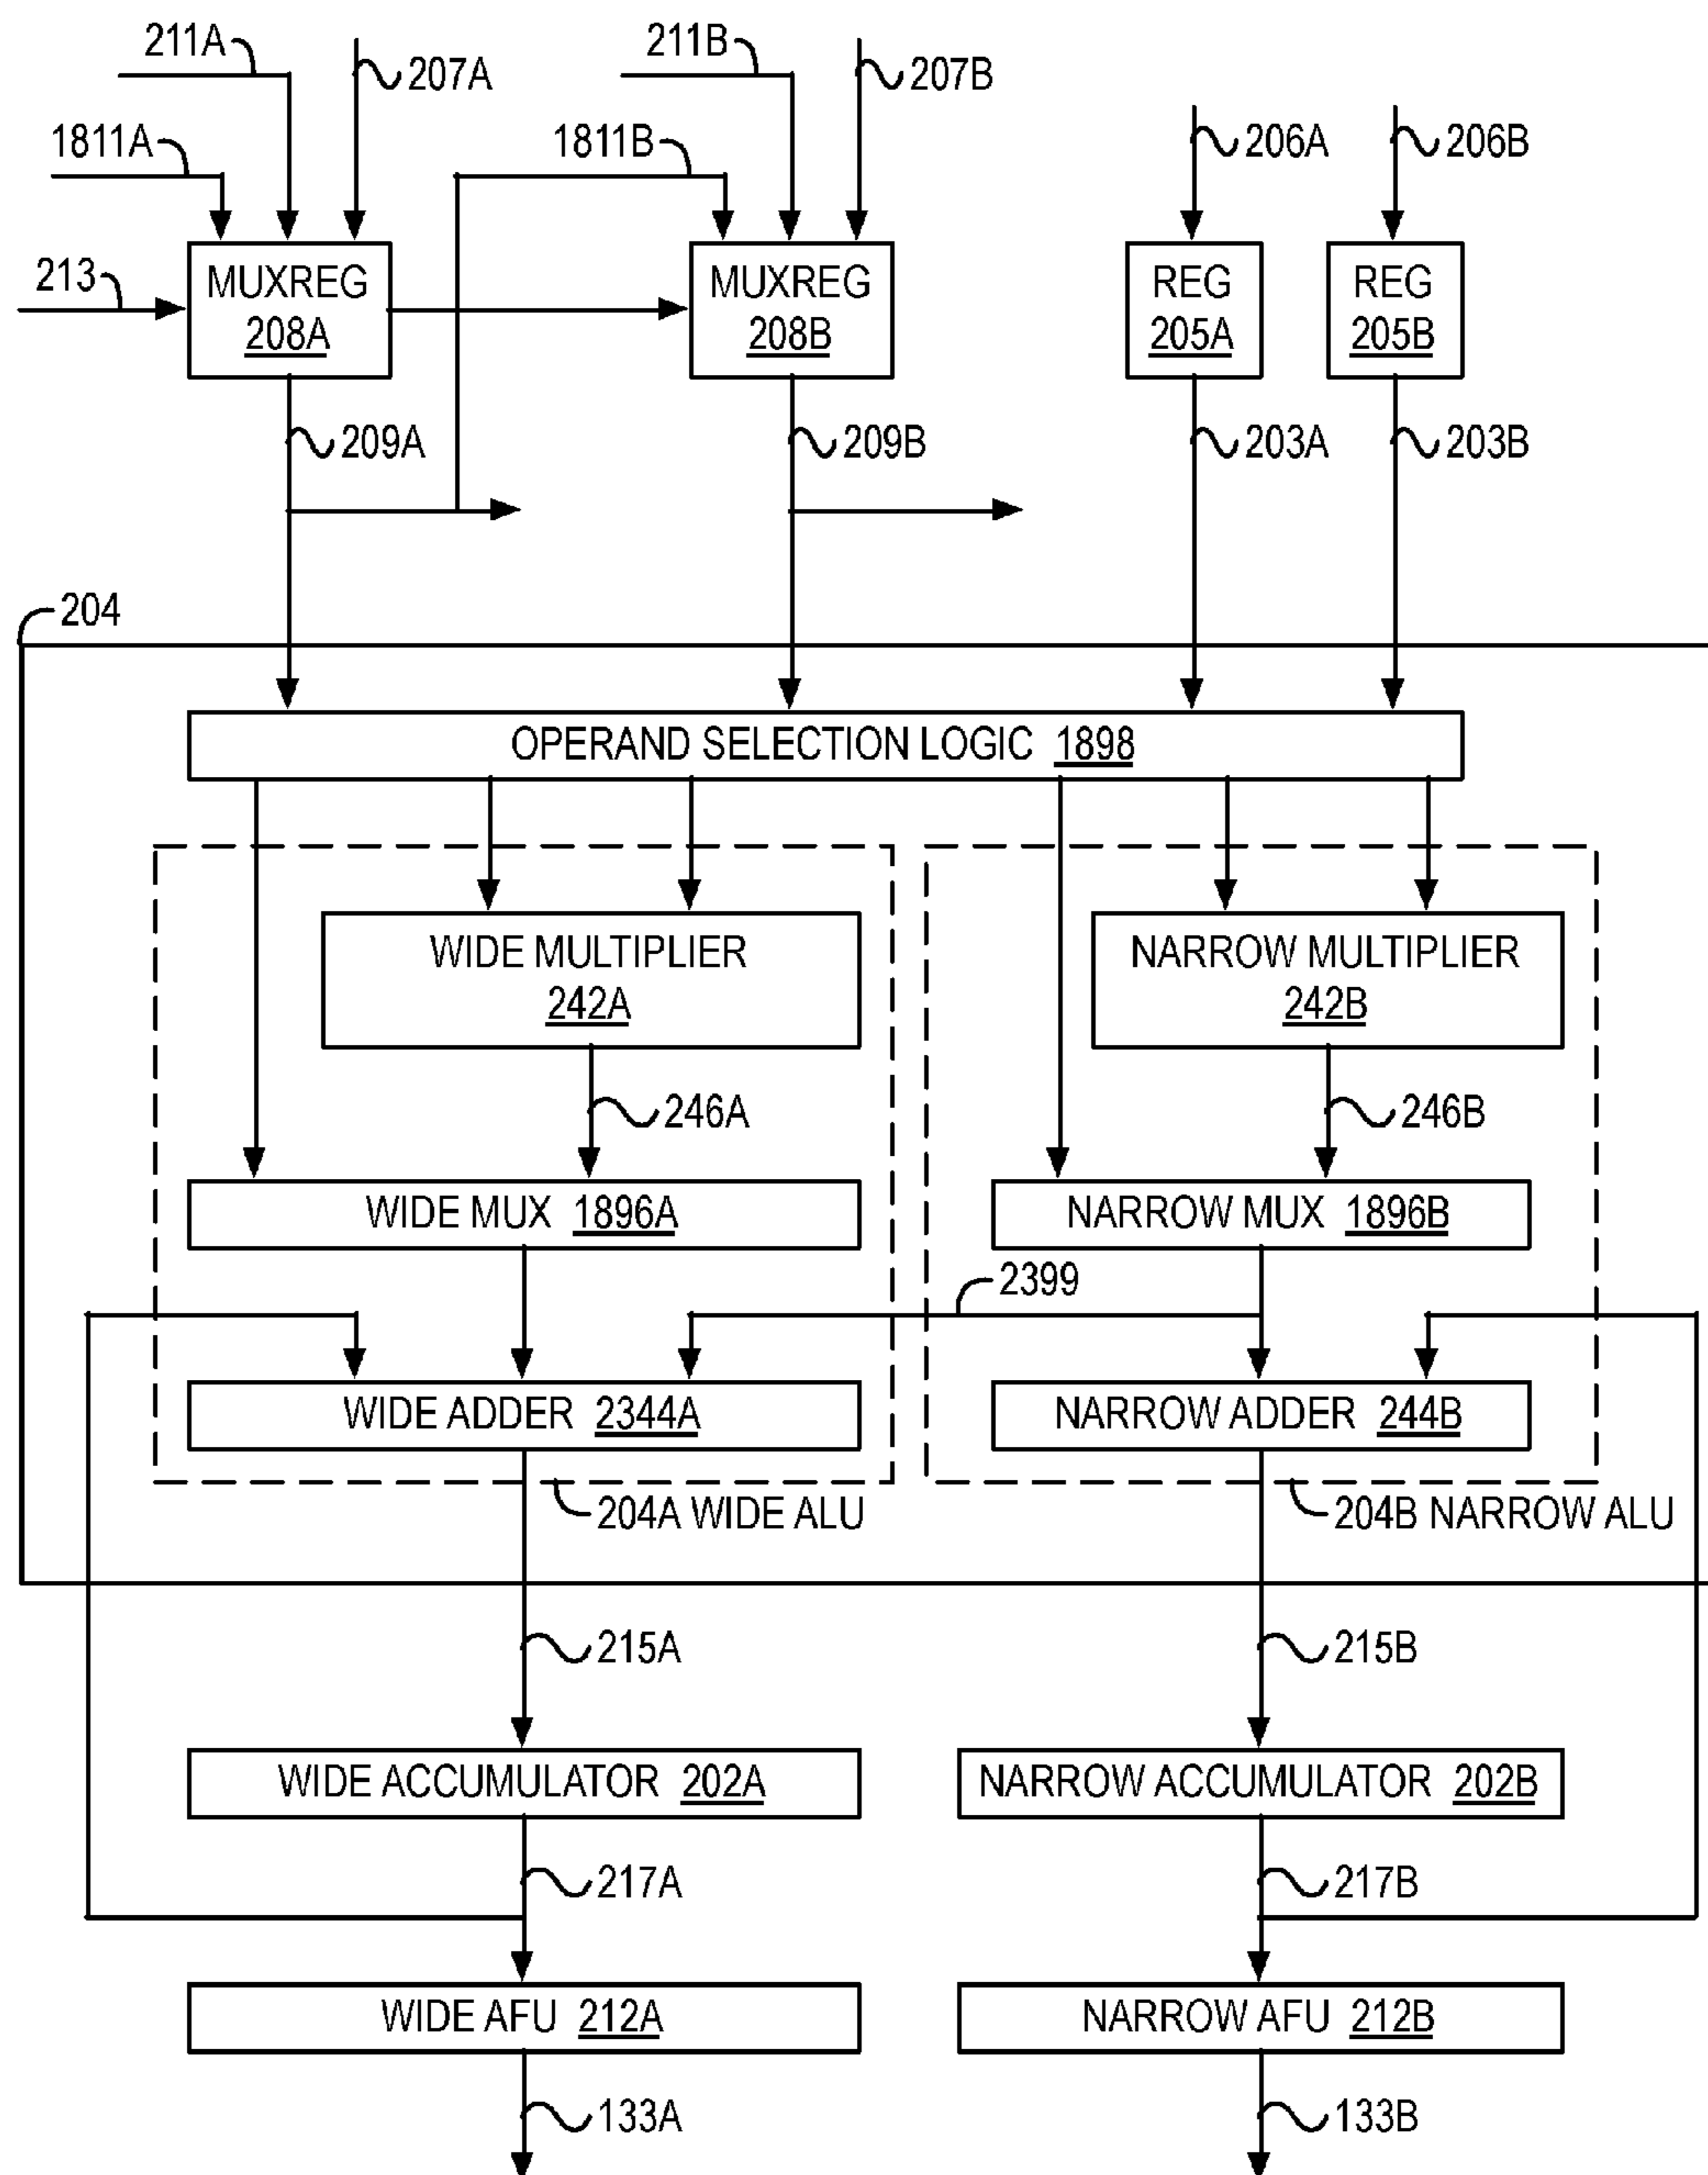 211A
207A
211B
207B
1811A
1811B
206A
206B
213
MUXREG
208A
MUXREG
208B
REG
205A
REG
205B
209A
209B
203A
203B
204
OPERAND SELECTION LOGIC 1898
WIDE MULTIPLIER
242A
NARROW MULTIPLIER
242B
246A
246B
WIDE MUX 1896A
NARROW MUX 1896B
2399
WIDE ADDER 2344A
NARROW ADDER 244B
204A WIDE ALU
204B NARROW ALU
215A
215B
WIDE ACCUMULATOR 202A
NARROW ACCUMULATOR 202B
217A
217B
WIDE AFU 212A
NARROW AFU 212B
133A
133B